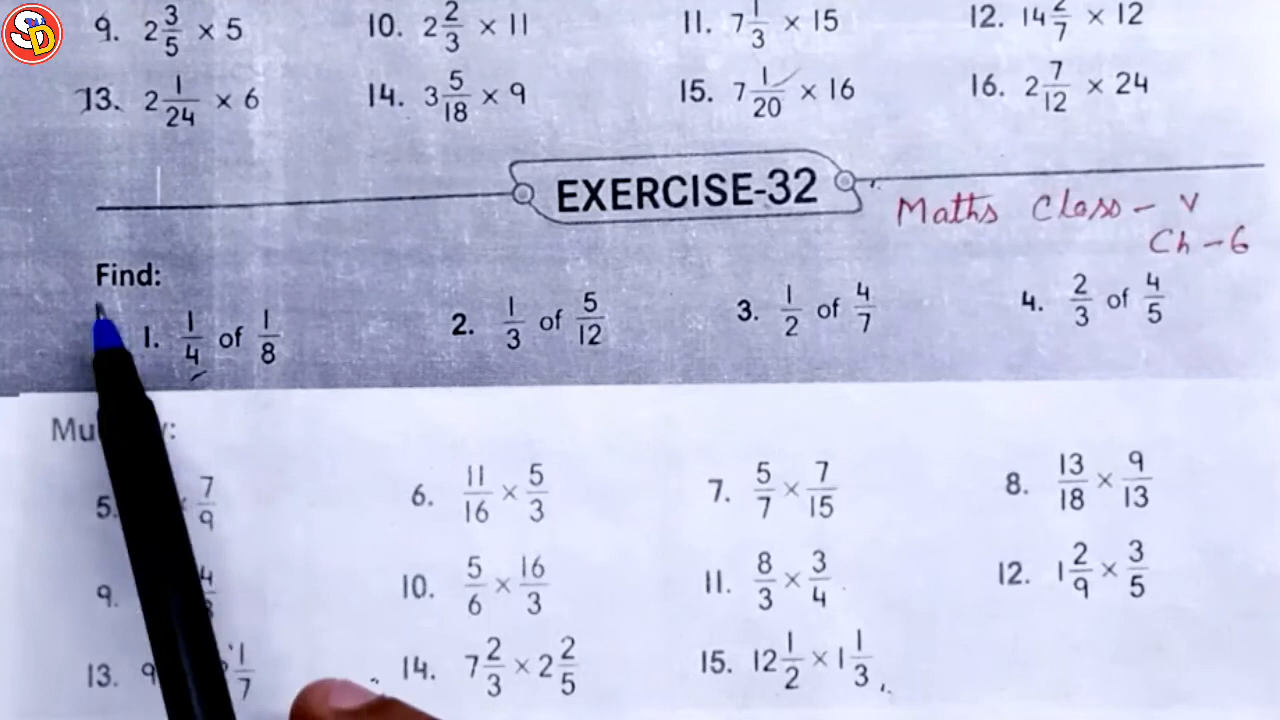 SD
9. 2 3/5 × 5 10. 2 2/3 × 11 11. 7 1/3 × 15 12. 14 2/7 × 12
13. 2 1/24 × 6 14. 3 5/18 × 9 15. 7 1/20 × 16 16. 2 7/12 × 24
EXERCISE-32
Maths Class - V
Ch - 6
Find:
1. 1/4 of 1/8 2. 1/3 of 5/12 3. 1/2 of 4/7 4. 2/3 of 4/5
5. 7/9 6. 11/16 × 5/3 7. 5/7 × 7/15 8. 13/18 × 9/13
9. 10. 5/6 × 16/3 11. 8/3 × 3/4 12. 1 2/9 × 3/5
13. 9 1/7 14. 7 2/3 × 2 2/5 15. 12 1/2 × 1 1/3